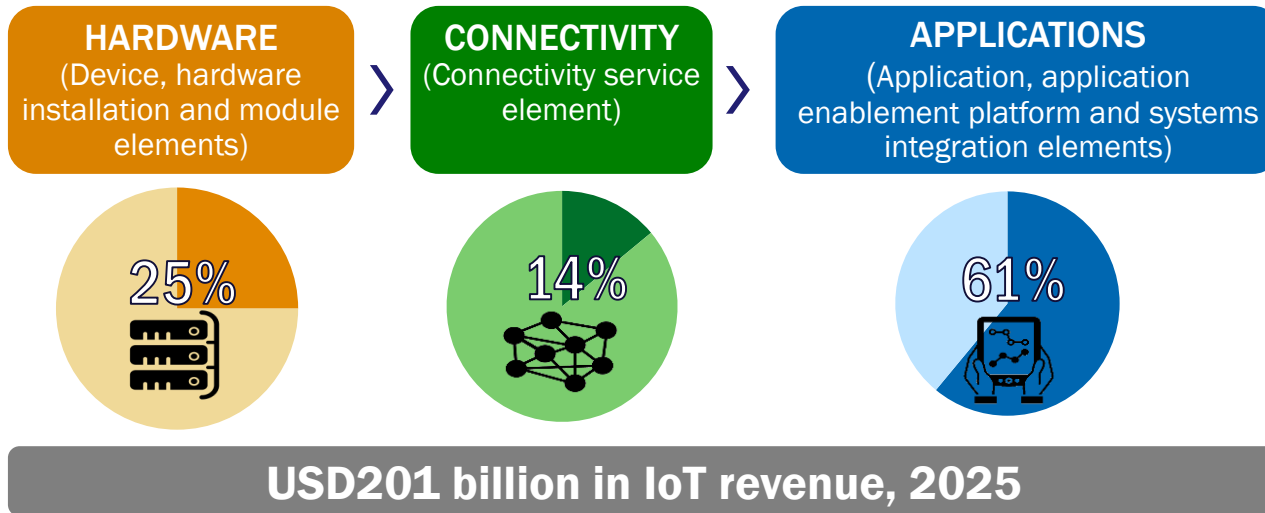 HARDWARE
(Device, hardware
installation and module
elements)
CONNECTIVITY
(Connectivity service
element)
APPLICATIONS
(Application, application
enablement platform and systems
integration elements)
25%
14%
61%
USD201 billion in IoT revenue, 2025